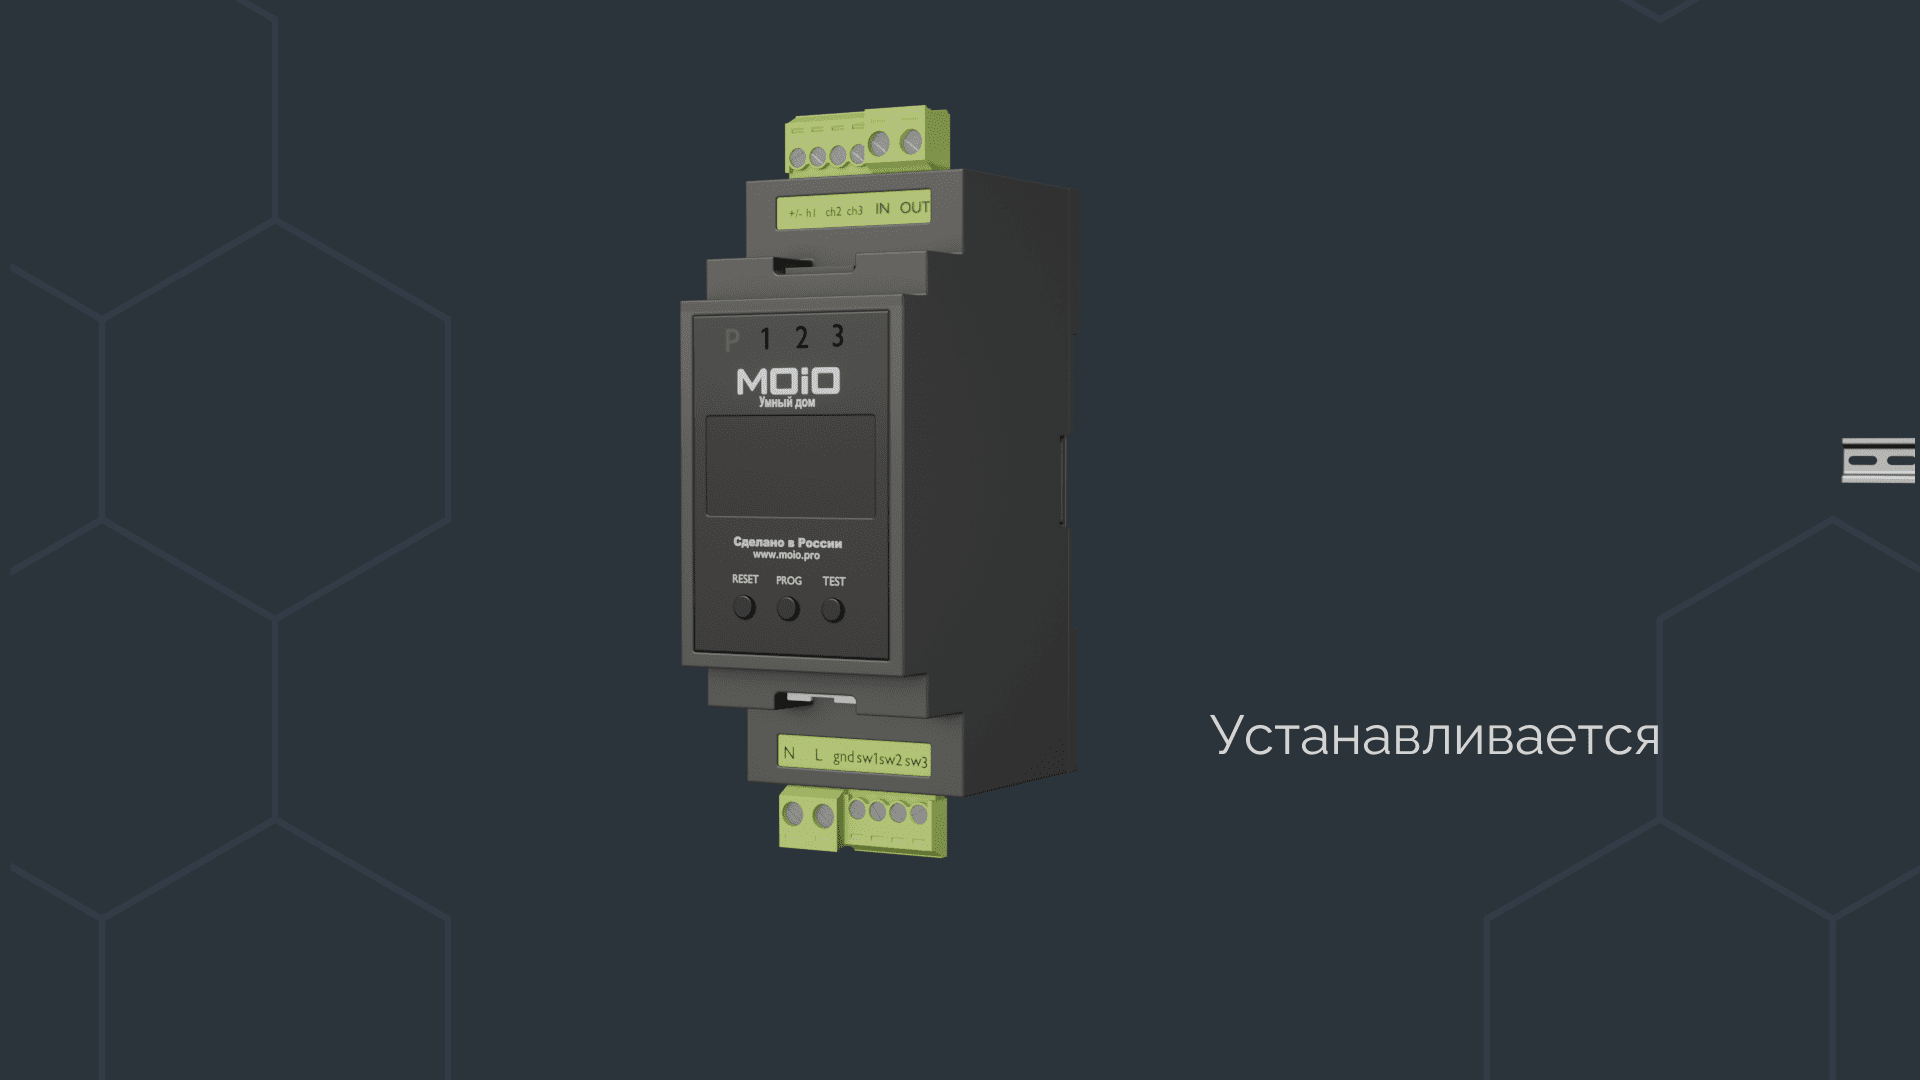 +/- h1 ch2 ch3 IN OUT
P 1 2 3
MOiO
Умный дом
Сделано в России
www.moio.pro
RESET PROG TEST
Устанавливается
N L gnd sw1 sw2 sw3